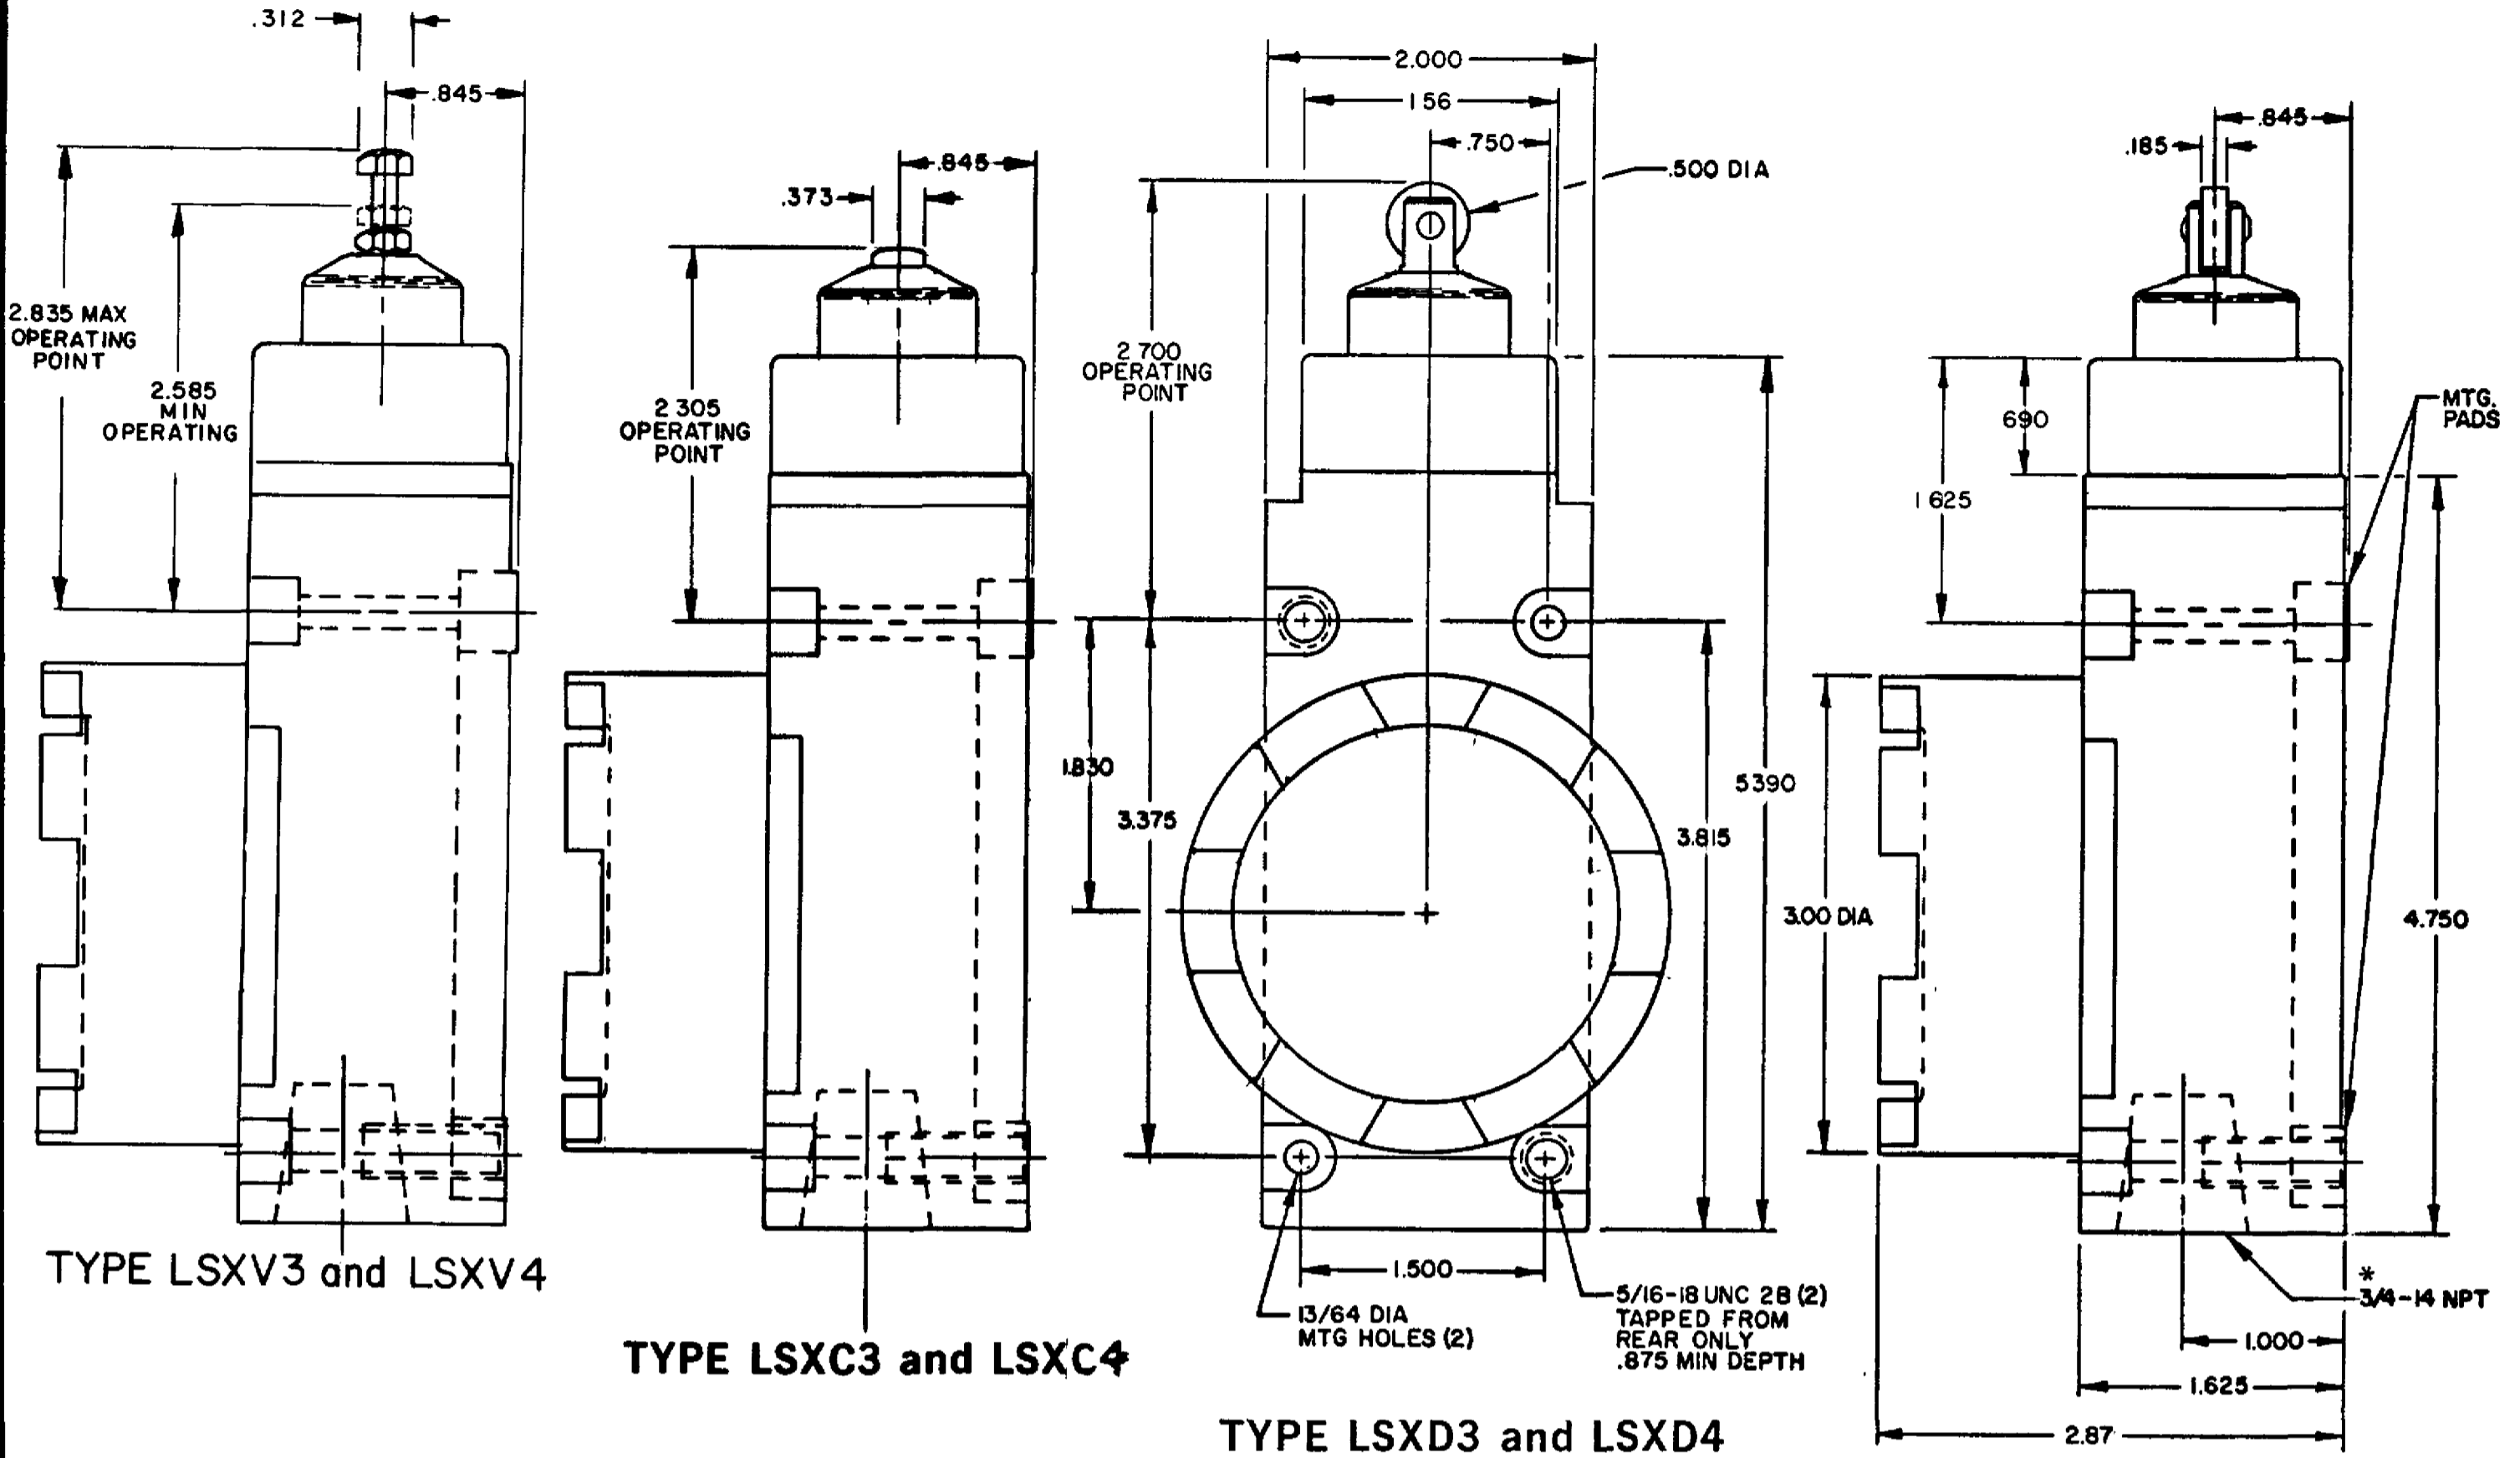 .312
.845
2.835 MAX
OPERATING
POINT
2.585
MIN
OPERATING
TYPE LSXV3 and LSXV4
.845
.373
2 305
OPERATING
POINT
TYPE LSXC3 and LSXC4
2.000
1 56
.750
.500 DIA
2 700
OPERATING
POINT
1.830
3.375
3.815
5390
1.500
13/64 DIA
MTG HOLES (2)
5/16-18 UNC 2B (2)
TAPPED FROM
REAR ONLY
.875 MIN DEPTH
TYPE LSXD3 and LSXD4
.845
.185
MTG.
PADS
690
1 625
3.00 DIA
4.750
*
3/4-14 NPT
1.000
1.625
2.87